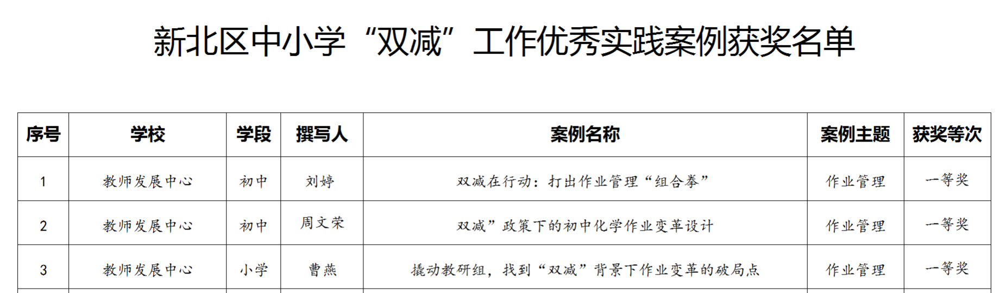 新北区中小学“双减”工作优秀实践案例获奖名单
序号 学校 学段 撰写人 案例名称 案例主题 获奖等次
1 教师发展中心 初中 刘婷 双减在行动：打出作业管理“组合拳” 作业管理 一等奖
2 教师发展中心 初中 周文荣 双减”政策下的初中化学作业变革设计 作业管理 一等奖
3 教师发展中心 小学 曹燕 撬动教研组，找到“双减”背景下作业变革的破局点 作业管理 一等奖